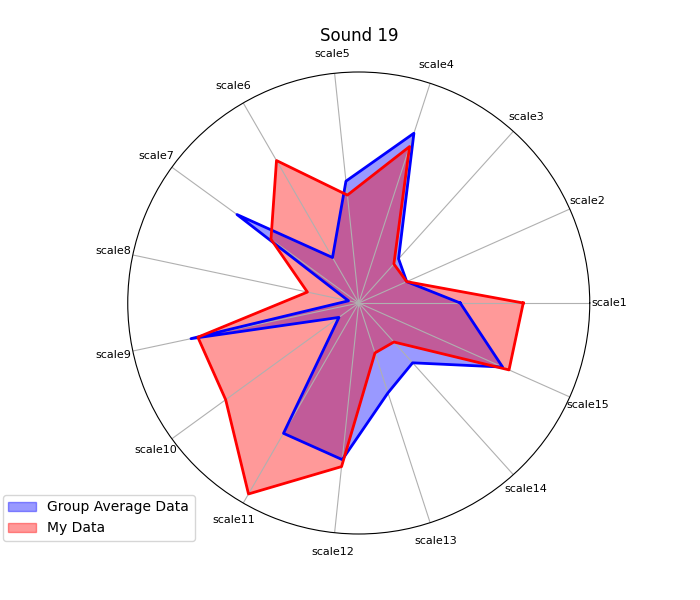 Sound 19
scale5
scale4
scale6
scale3
scale7
scale2
scale8
scale1
scale9
scale15
scale10
scale14
scale11
scale13
scale12
Group Average Data
My Data